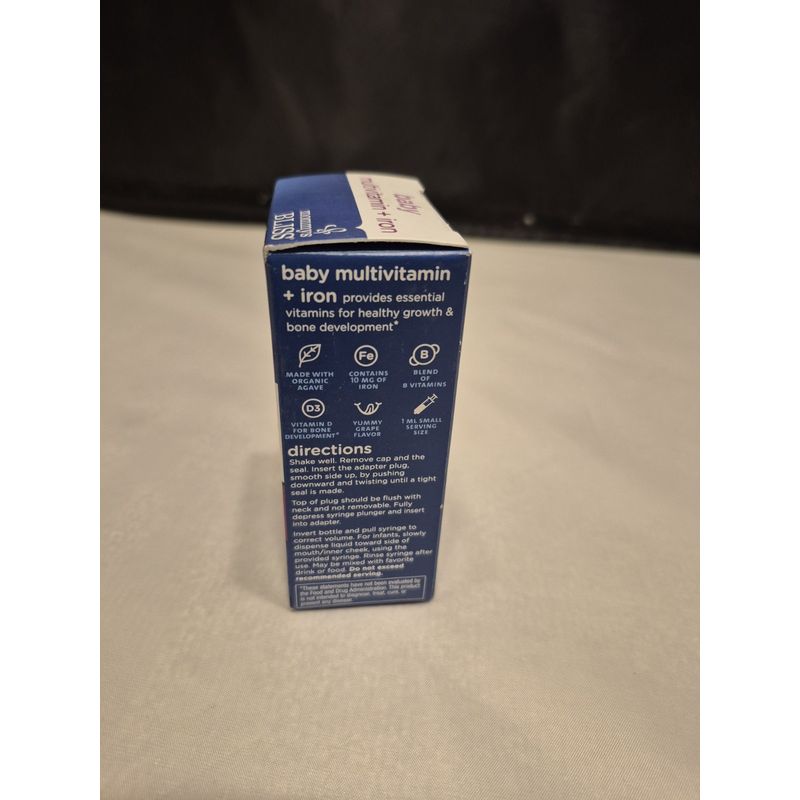 baby
multivitamin + iron
mommy's
BLISS
baby multivitamin
+ iron provides essential
vitamins for healthy growth &
bone development*
MADE WITH
ORGANIC
AGAVE
Fe
CONTAINS
10 MG OF
IRON
B
BLEND
OF
B VITAMINS
D3
VITAMIN D
FOR BONE
DEVELOPMENT*
YUMMY
GRAPE
FLAVOR
1 ML SMALL
SERVING
SIZE
directions
Shake well. Remove cap and the
seal. Insert the adapter plug,
smooth side up, by pushing
downward and twisting until a tight
seal is made.
Top of plug should be flush with
neck and not removable. Fully
depress syringe plunger and insert
into adapter.
Invert bottle and pull syringe to
correct volume. For infants, slowly
dispense liquid toward side of
mouth/inner cheek, using the
provided syringe. Rinse syringe after
use. May be mixed with favorite
drink or food. Do not exceed
recommended serving.
*These statements have not been evaluated by
the Food and Drug Administration. This product
is not intended to diagnose, treat, cure, or
prevent any disease.